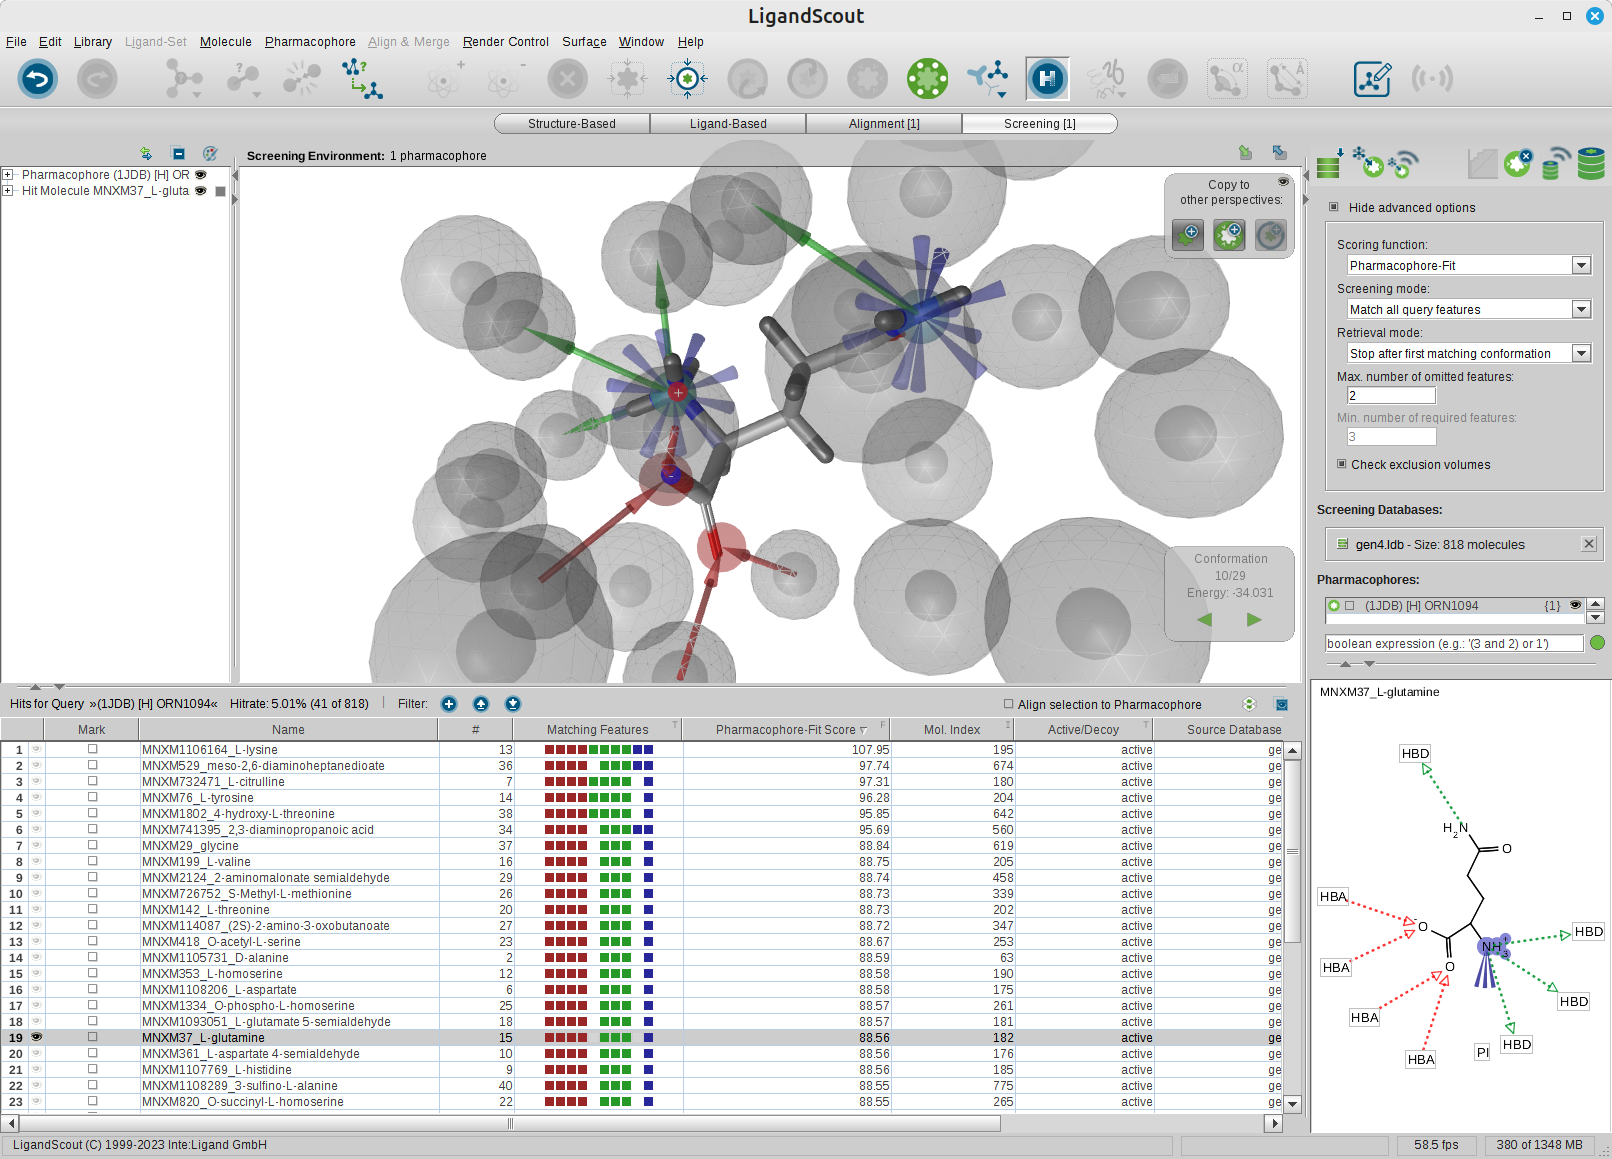 LigandScout
File Edit Library Ligand-Set Molecule Pharmacophore Align & Merge Render Control Surface Window Help
Structure-Based Ligand-Based Alignment [1] Screening [1]
Screening Environment: 1 pharmacophore
Pharmacophore (1JDB) [H] OR
Hit Molecule MNXM37_L-gluta
Copy to
other perspectives:
Conformation
10/29
Energy: -34.031
Hide advanced options
Scoring function:
Pharmacophore-Fit
Screening mode:
Match all query features
Retrieval mode:
Stop after first matching conformation
Max. number of omitted features:
2
Min. number of required features:
3
Check exclusion volumes
Screening Databases:
gen4.ldb - Size: 818 molecules
Pharmacophores:
(1JDB) [H] ORN1094 {1}
boolean expression (e.g.: '(3 and 2) or 1')
Hits for Query »(1JDB) [H] ORN1094« Hitrate: 5.01% (41 of 818) Filter: Align selection to Pharmacophore
Mark Name # Matching Features T Pharmacophore-Fit Score F Mol. Index I Active/Decoy T Source Database
1 MNXM1106164_L-lysine 13 107.95 195 active ge
2 MNXM529_meso-2,6-diaminoheptanedioate 36 97.74 674 active ge
3 MNXM732471_L-citrulline 7 97.31 180 active ge
4 MNXM76_L-tyrosine 14 96.28 204 active ge
5 MNXM1802_4-hydroxy-L-threonine 38 95.85 642 active ge
6 MNXM741395_2,3-diaminopropanoic acid 34 95.69 560 active ge
7 MNXM29_glycine 37 88.84 619 active ge
8 MNXM199_L-valine 16 88.75 205 active ge
9 MNXM2124_2-aminomalonate semialdehyde 29 88.74 458 active ge
10 MNXM726752_S-Methyl-L-methionine 26 88.73 339 active ge
11 MNXM142_L-threonine 20 88.73 202 active ge
12 MNXM114087_(2S)-2-amino-3-oxobutanoate 27 88.72 347 active ge
13 MNXM418_O-acetyl-L-serine 23 88.67 253 active ge
14 MNXM1105731_D-alanine 2 88.59 63 active ge
15 MNXM353_L-homoserine 12 88.58 190 active ge
16 MNXM1108206_L-aspartate 6 88.58 175 active ge
17 MNXM1334_O-phospho-L-homoserine 25 88.57 261 active ge
18 MNXM1093051_L-glutamate 5-semialdehyde 18 88.57 181 active ge
19 MNXM37_L-glutamine 15 88.56 182 active ge
20 MNXM361_L-aspartate 4-semialdehyde 10 88.56 176 active ge
21 MNXM1107769_L-histidine 9 88.56 185 active ge
22 MNXM1108289_3-sulfino-L-alanine 40 88.55 775 active ge
23 MNXM820_O-succinyl-L-homoserine 22 88.55 265 active ge
MNXM37_L-glutamine
HBD
H2N
O
HBA
O-
HBD
NH3+
HBA
O
HBD
HBA
HBD
PI
HBA
LigandScout (C) 1999-2023 Inte:Ligand GmbH 58.5 fps 380 of 1348 MB